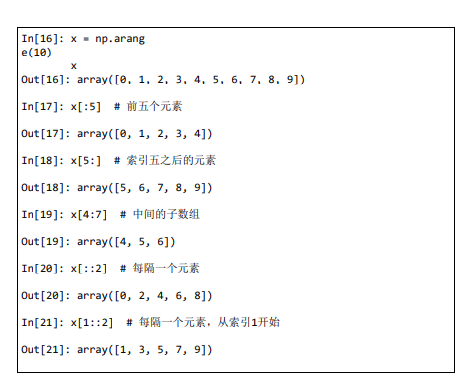 In[16]: x = np.arang
e(10)
x
Out[16]: array([0, 1, 2, 3, 4, 5, 6, 7, 8, 9])
In[17]: x[:5]  # 前五个元素
Out[17]: array([0, 1, 2, 3, 4])
In[18]: x[5:]  # 索引五之后的元素
Out[18]: array([5, 6, 7, 8, 9])
In[19]: x[4:7]  # 中间的子数组
Out[19]: array([4, 5, 6])
In[20]: x[::2]  # 每隔一个元素
Out[20]: array([0, 2, 4, 6, 8])
In[21]: x[1::2]  # 每隔一个元素，从索引1开始
Out[21]: array([1, 3, 5, 7, 9])